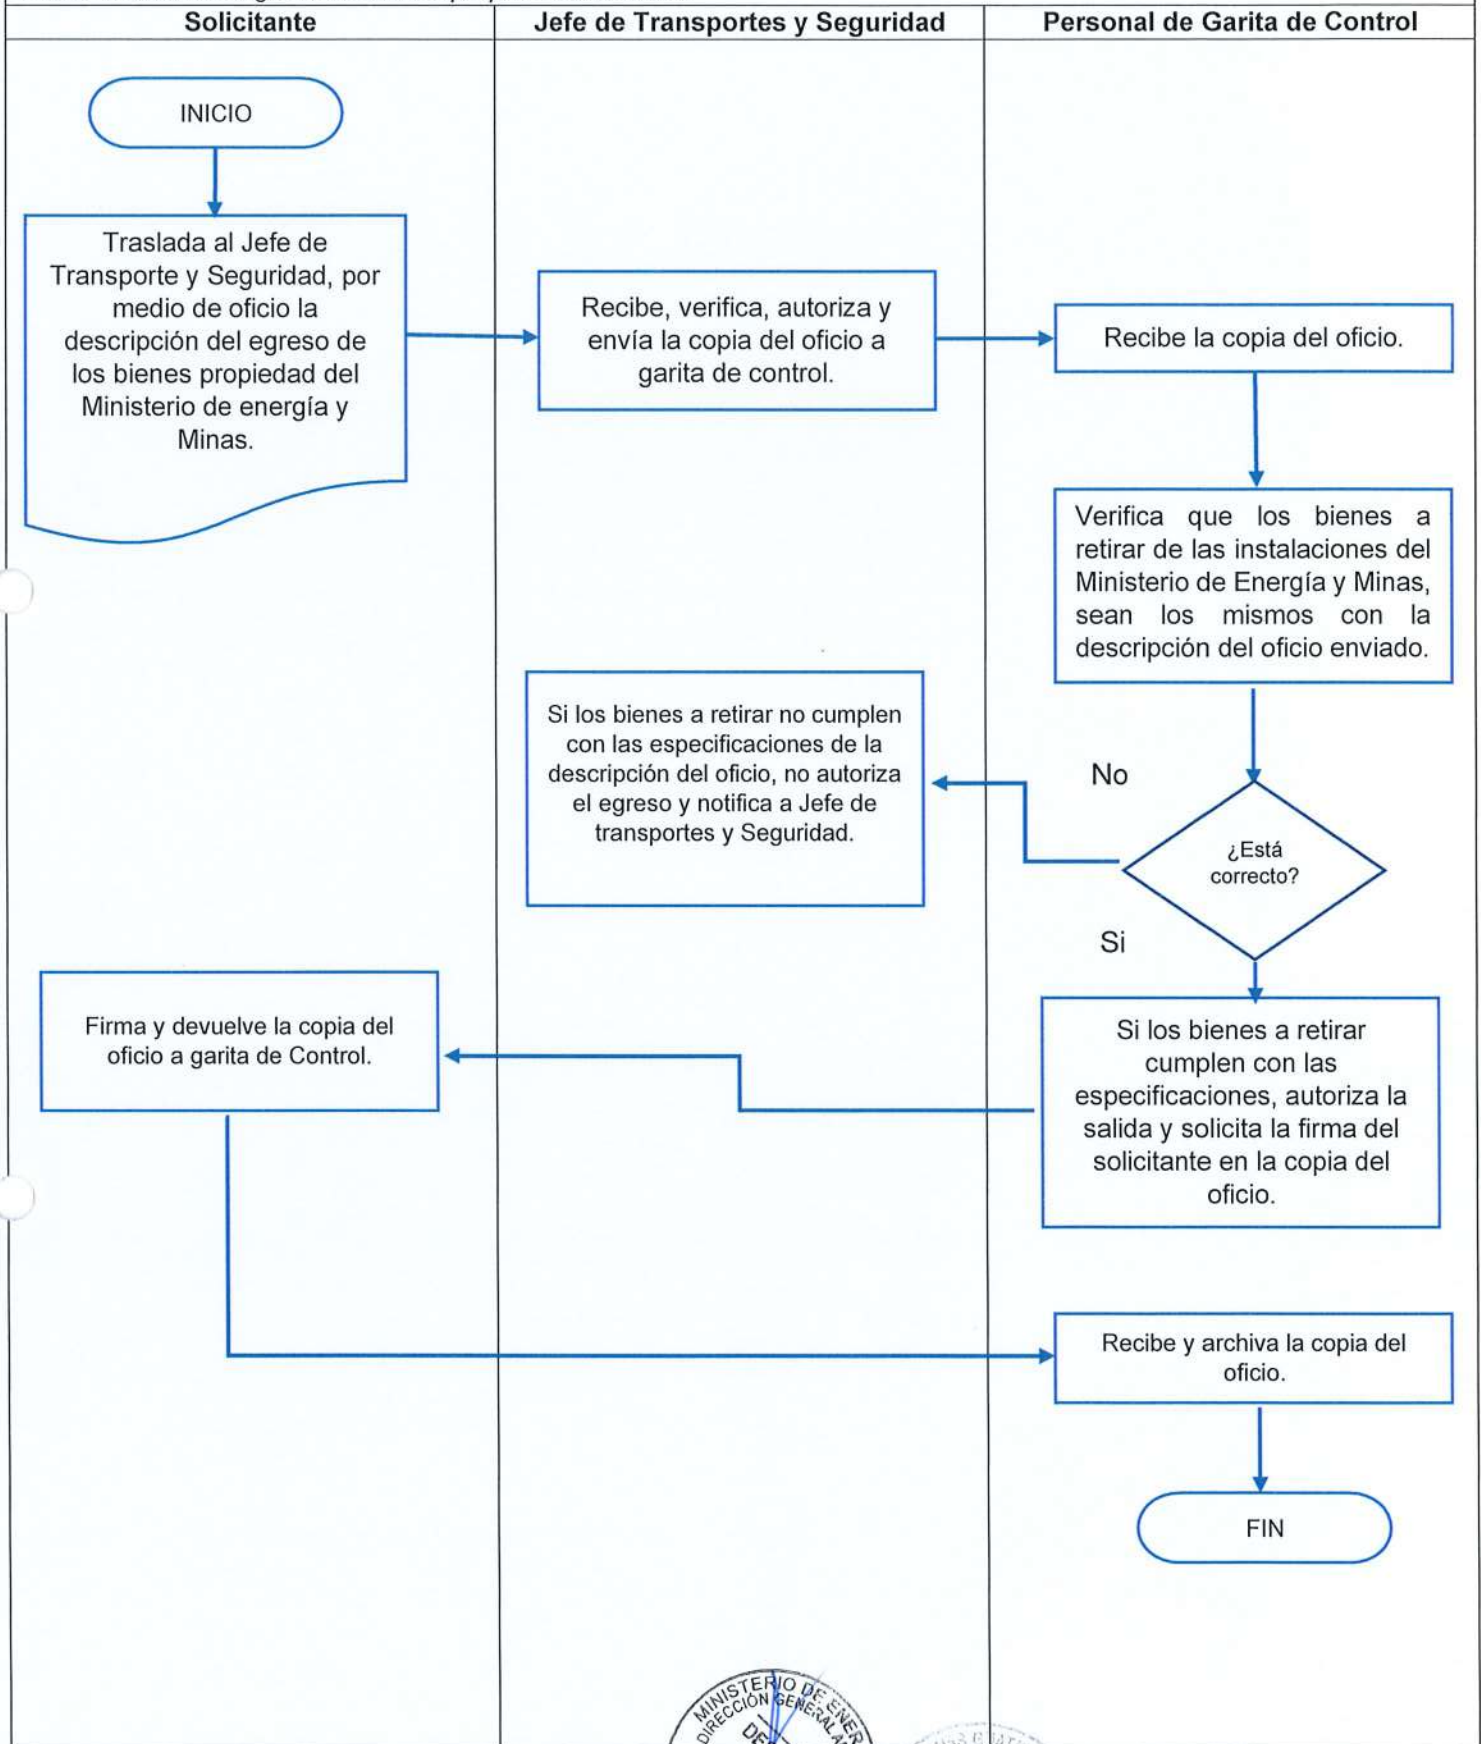 Solicitante
Jefe de Transportes y Seguridad
Personal de Garita de Control
INICIO
Traslada al Jefe de
Transporte y Seguridad, por
medio de oficio la
descripción del egreso de
los bienes propiedad del
Ministerio de energía y
Minas.
Recibe, verifica, autoriza y
envía la copia del oficio a
garita de control.
Recibe la copia del oficio.
Verifica que los bienes a
retirar de las instalaciones del
Ministerio de Energía y Minas,
sean los mismos con la
descripción del oficio enviado.
Si los bienes a retirar no cumplen
con las especificaciones de la
descripción del oficio, no autoriza
el egreso y notifica a Jefe de
transportes y Seguridad.
No
¿Está
correcto?
Si
Si los bienes a retirar
cumplen con las
especificaciones, autoriza la
salida y solicita la firma del
solicitante en la copia del
oficio.
Firma y devuelve la copia del
oficio a garita de Control.
Recibe y archiva la copia del
oficio.
FIN
MINISTERIO DE ENER
DIRECCIÓN GENERAL